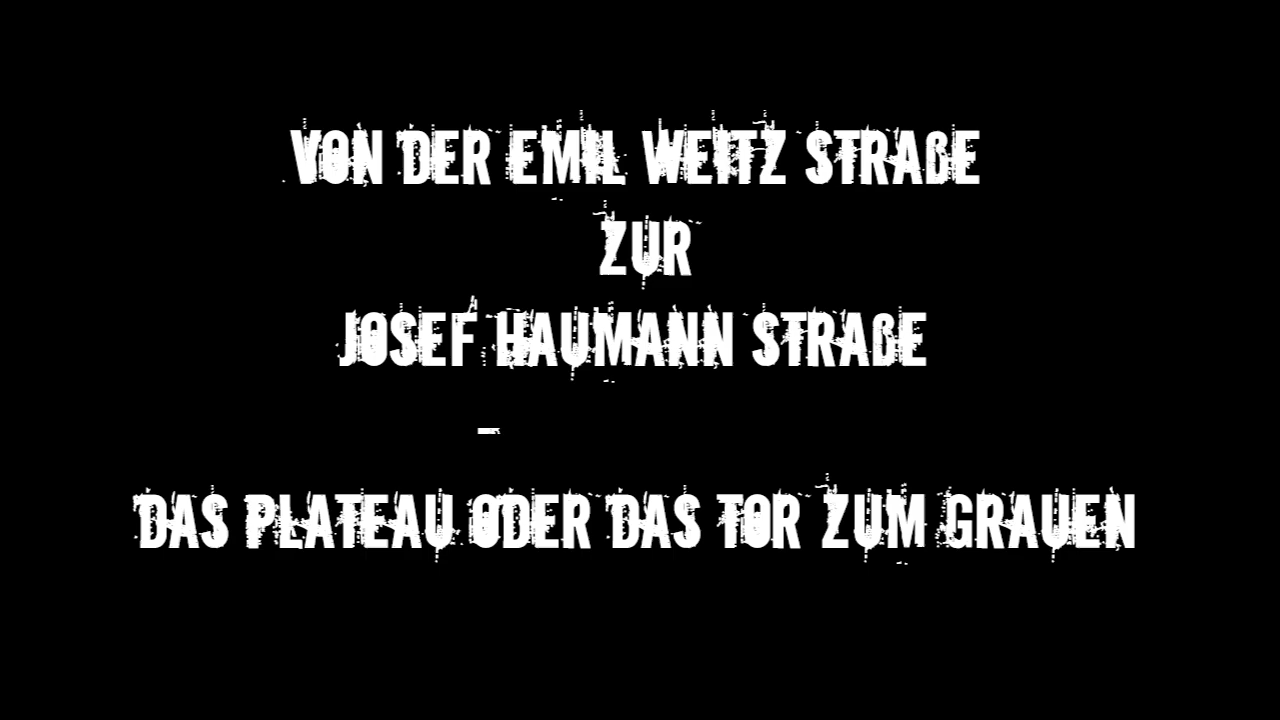 VON DER EMIL WEITZ STRAßE
ZUR
JOSEF HAUMANN STRAßE
-
DAS PLATEAU ODER DAS TOR ZUM GRAUEN